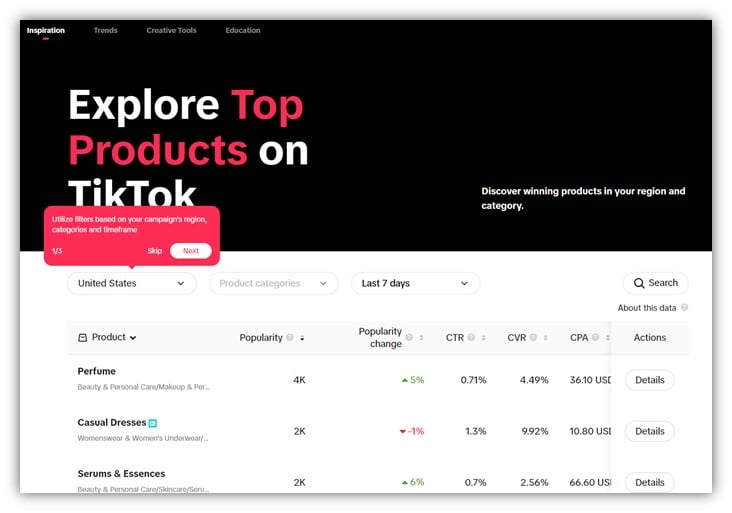 Inspiration Trends Creative Tools Education
Explore Top
Products on
TikTok
Discover winning products in your region and
category.
Utilize filters based on your campaign's region,
categories and timeframe
1/3 Skip Next
United States Product categories Last 7 days Search
About this data
Product Popularity Popularity change CTR CVR CPA Actions
Perfume
Beauty & Personal Care/Makeup & Per...
4K 5% 0.71% 4.49% 36.10 USD Details
Casual Dresses
Womenswear & Women's Underwear/...
2K -1% 1.3% 9.92% 10.80 USD Details
Serums & Essences
Beauty & Personal Care/Skincare/Seru...
2K 6% 0.7% 2.56% 66.60 USD Details